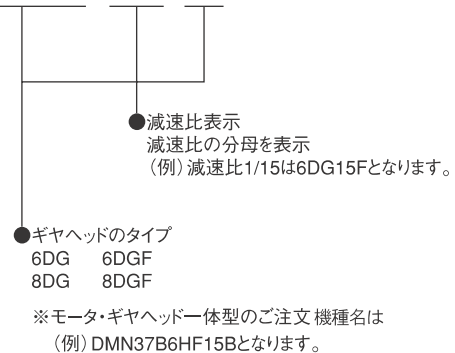 ●減速比表示
減速比の分母を表示
(例)減速比1/15は6DG15Fとなります。
●ギヤヘッドのタイプ
6DG 6DGF
8DG 8DGF
※モータ・ギヤヘッド一体型のご注文機種名は
(例)DMN37B6HF15Bとなります。